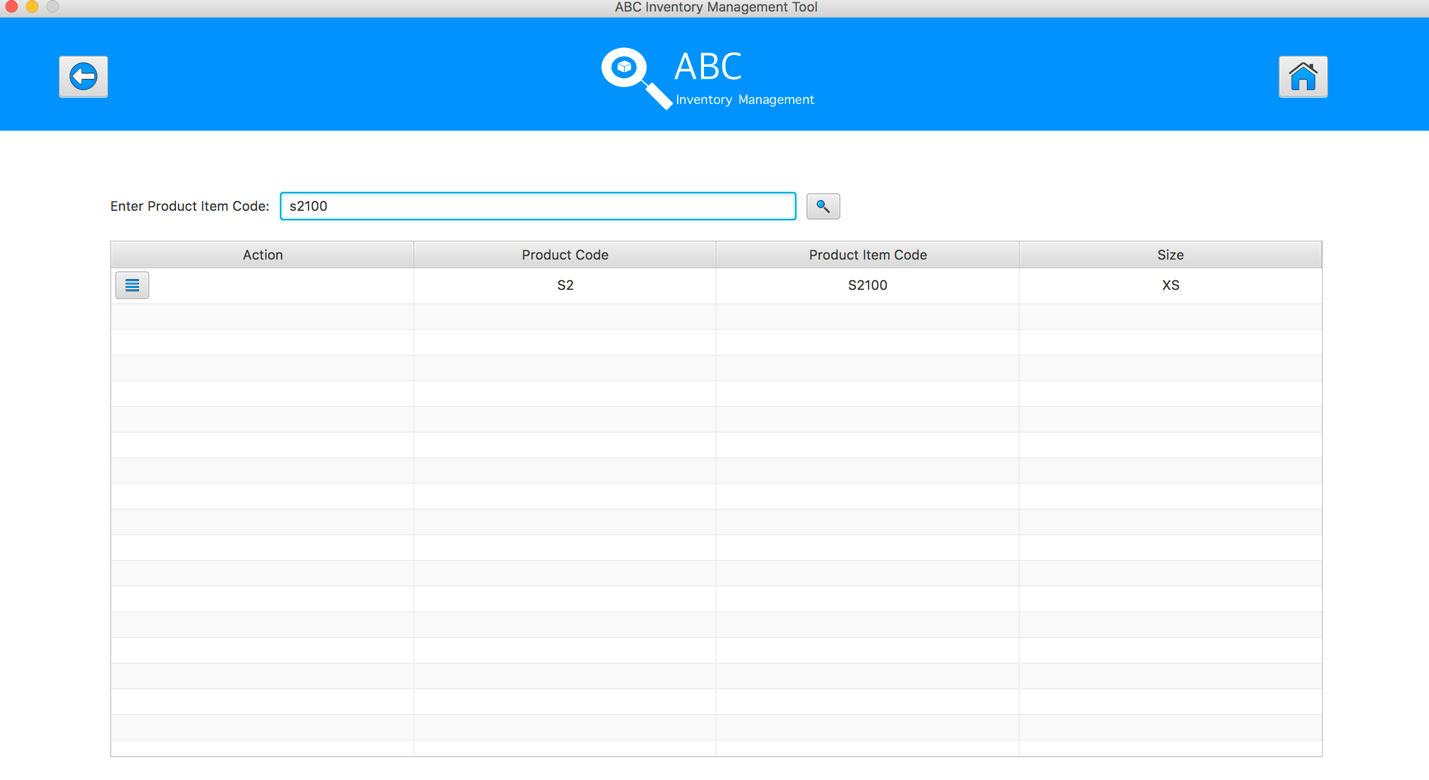 ABC Inventory Management Tool
ABC
Inventory Management
Enter Product Item Code: s2100
Action Product Code Product Item Code Size
S2 S2100 XS